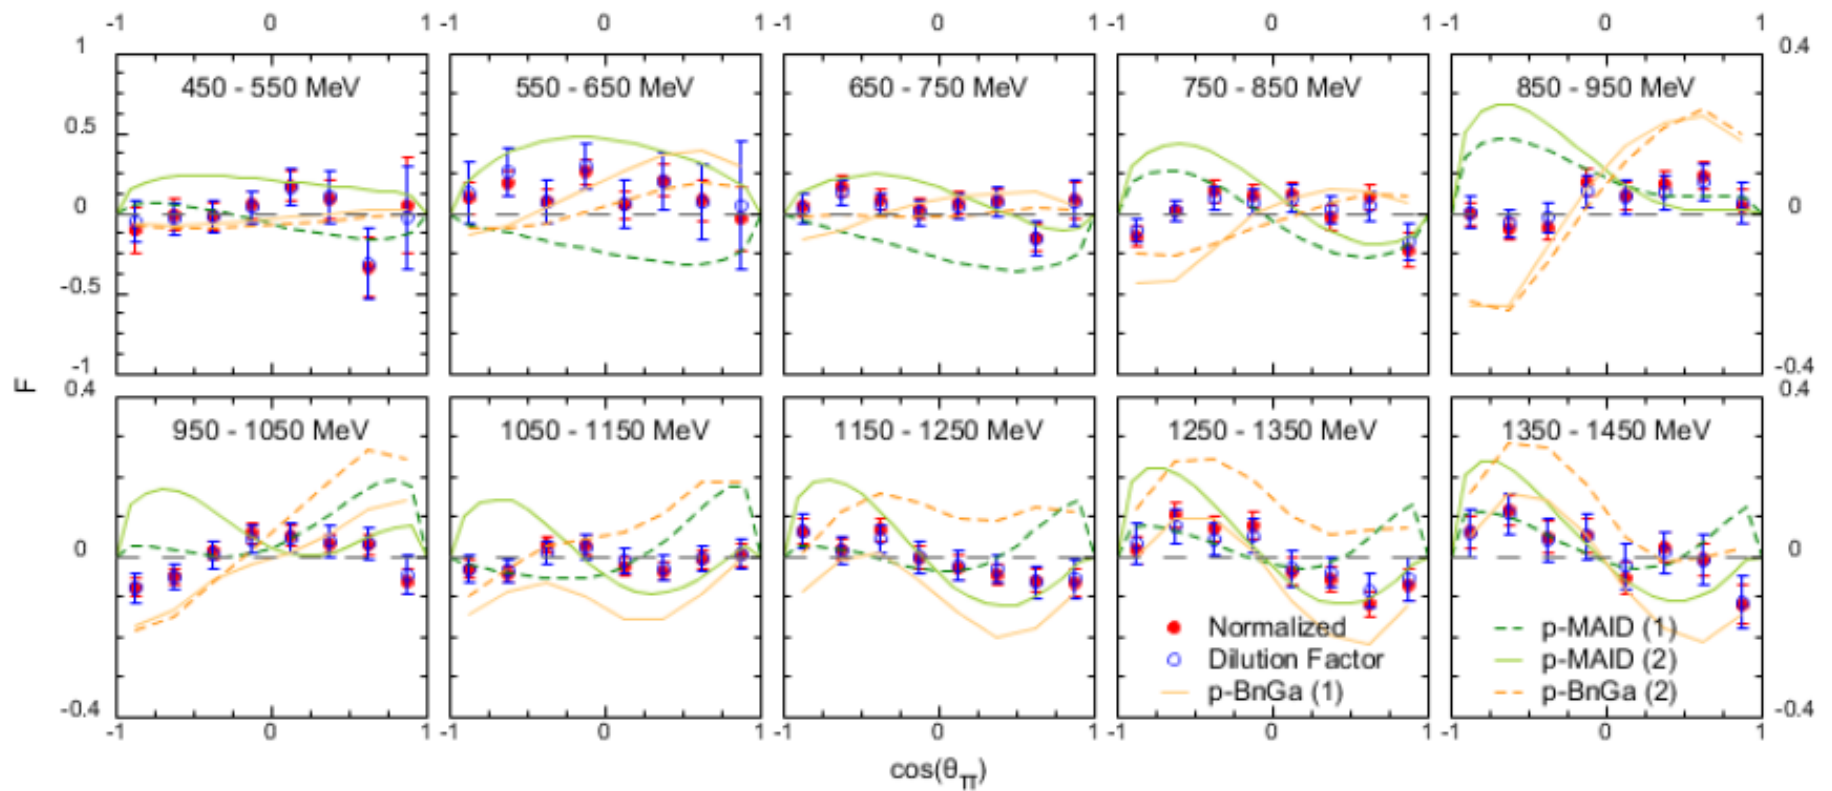 -1 0 1 -1 0 1 -1 0 1 -1 0 1 -1 0 1
1 0.4
450 - 550 MeV 550 - 650 MeV 650 - 750 MeV 750 - 850 MeV 850 - 950 MeV
0.5
0 0
-0.5
-1 -0.4
F
0.4 0.4
950 - 1050 MeV 1050 - 1150 MeV 1150 - 1250 MeV 1250 - 1350 MeV 1350 - 1450 MeV
0 0
Normalized p-MAID (1)
Dilution Factor p-MAID (2)
p-BnGa (1) p-BnGa (2)
-0.4 -0.4
-1 0 1 -1 0 1 -1 0 1 -1 0 1 -1 0 1
cos(θπ)